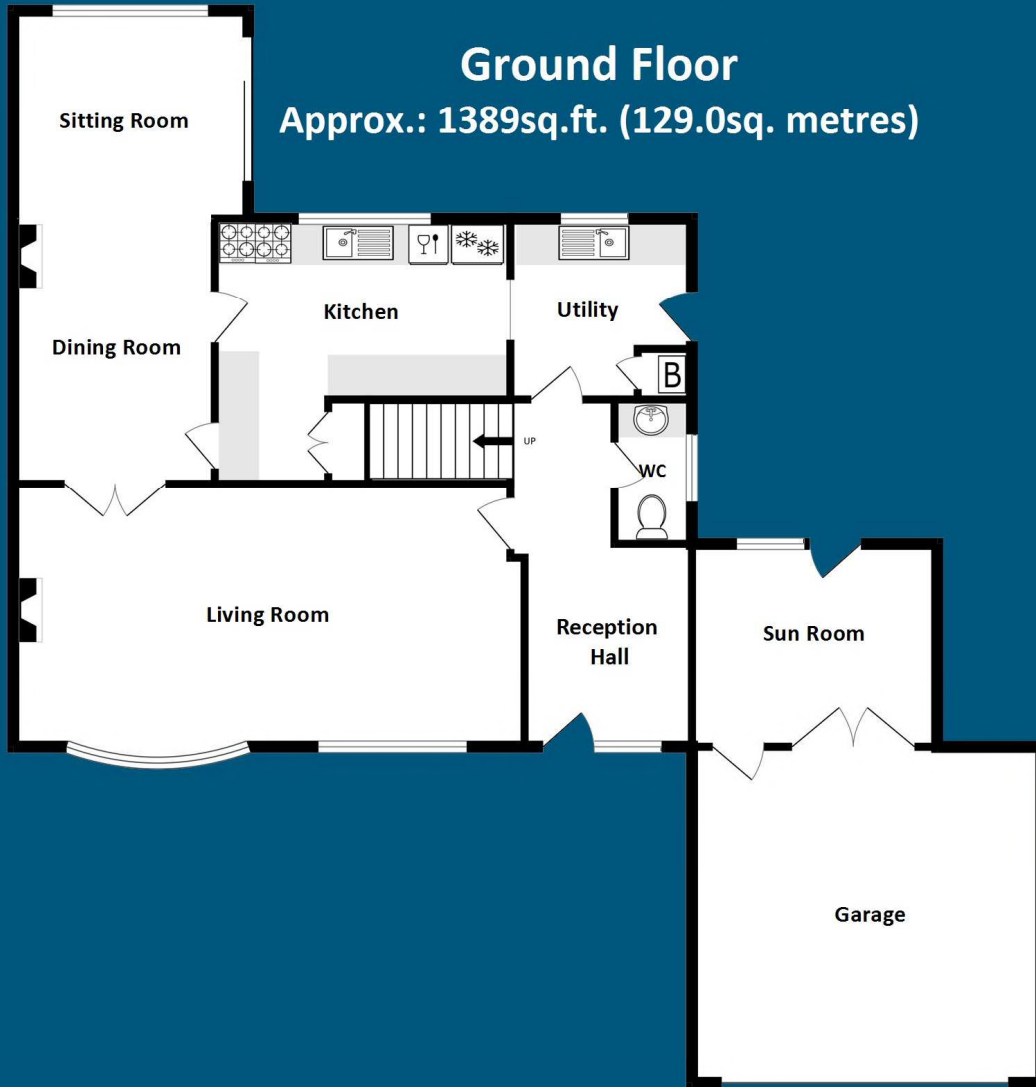 Ground Floor
Approx.: 1389sq.ft. (129.0sq. metres)
Sitting Room
Kitchen
Utility
Dining Room
B
UP
WC
Living Room
Reception
Hall
Sun Room
Garage